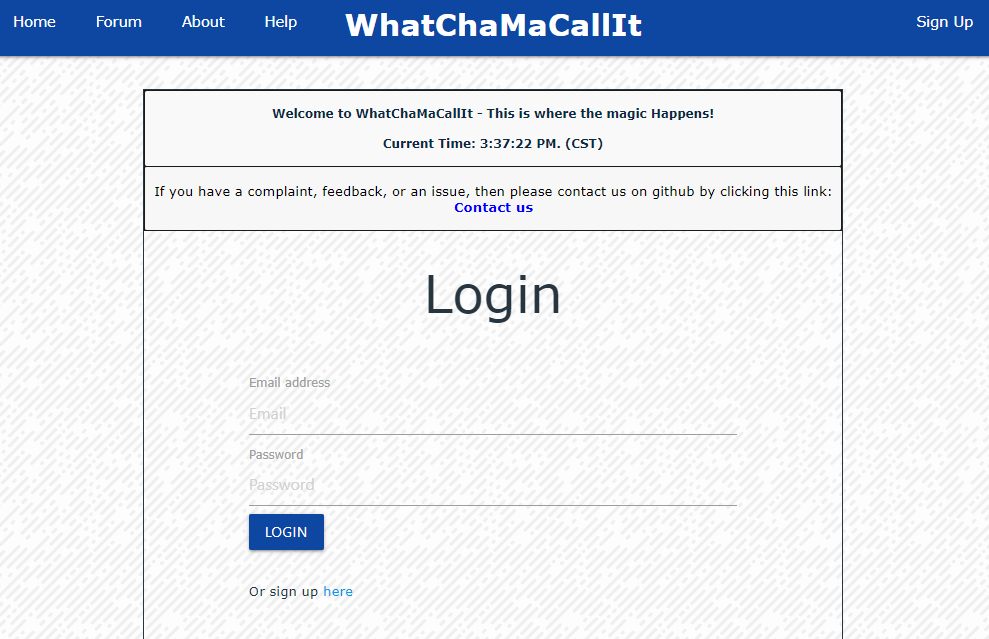 Home Forum About Help WhatChaMaCallIt Sign Up
Welcome to WhatChaMaCallIt - This is where the magic Happens!
Current Time: 3:37:22 PM. (CST)
If you have a complaint, feedback, or an issue, then please contact us on github by clicking this link:
Contact us
Login
Email address
Email
Password
Password
LOGIN
Or sign up here